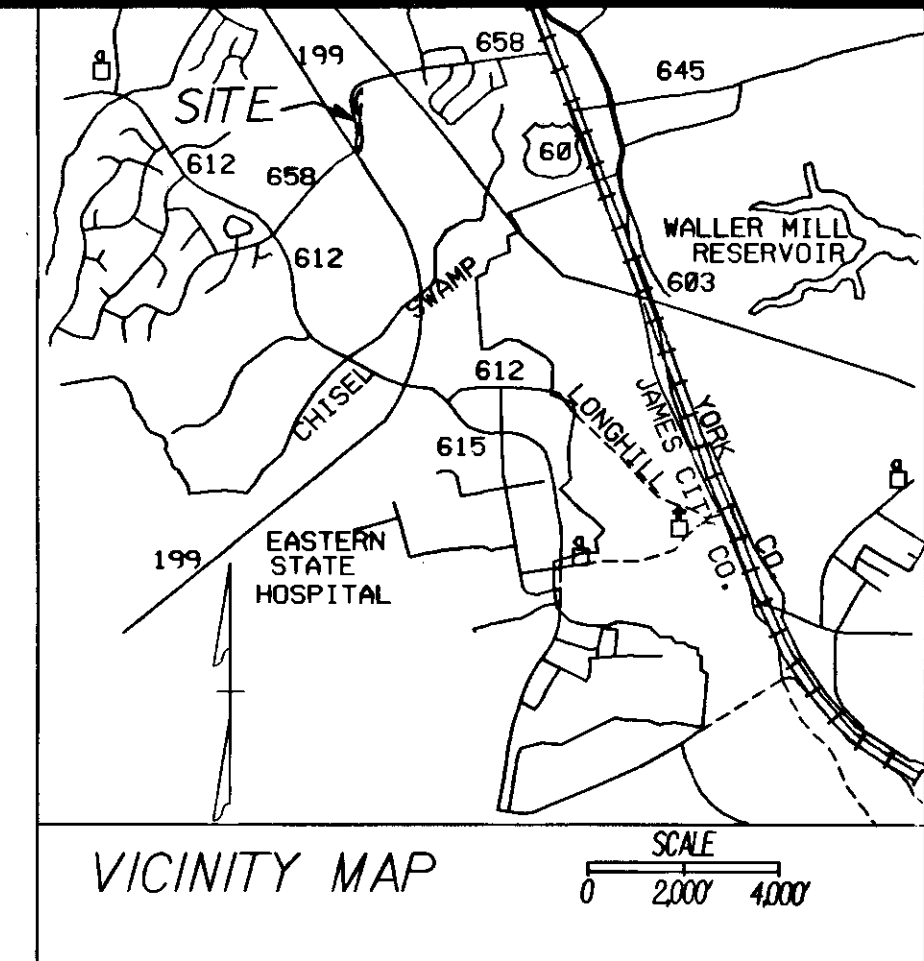 658
199
645
SITE
60
612
658
WALLER MILL
RESERVOIR
612
603
SWAMP
CHISEL
612
LONGHILL
JAMES CITY CO.
YORK CO.
615
199
EASTERN
STATE
HOSPITAL
VICINITY MAP
SCALE
0 2,000' 4,000'